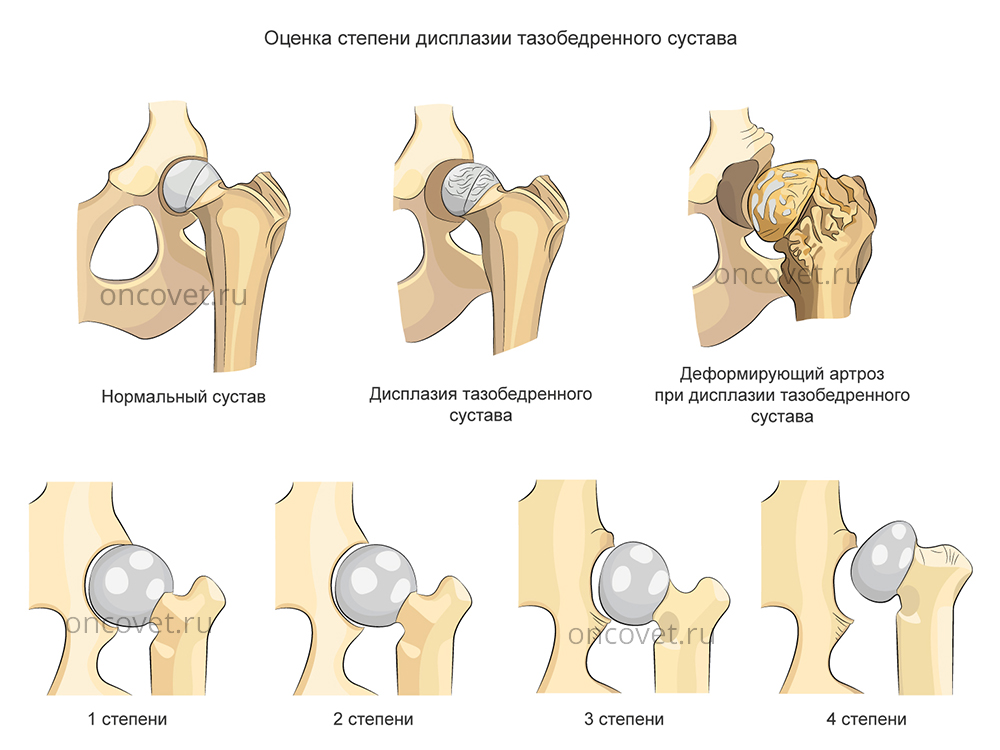 Оценка степени дисплазии тазобедренного сустава
oncovet.ru
oncovet.ru
oncovet.ru
Нормальный сустав
Дисплазия тазобедренного
сустава
Деформирующий артроз
при дисплазии тазобедренного
сустава
oncovet.ru
oncovet.ru
1 степени
2 степени
3 степени
4 степени